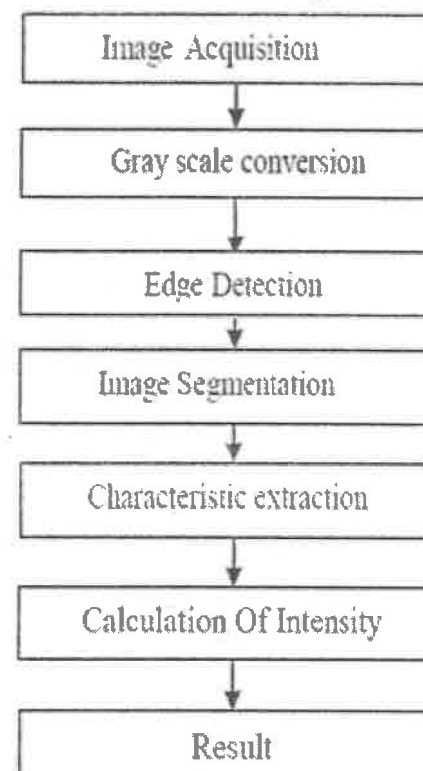 Image Acquisition
Gray scale conversion
Edge Detection
Image Segmentation
Characteristic extraction
Calculation Of Intensity
Result